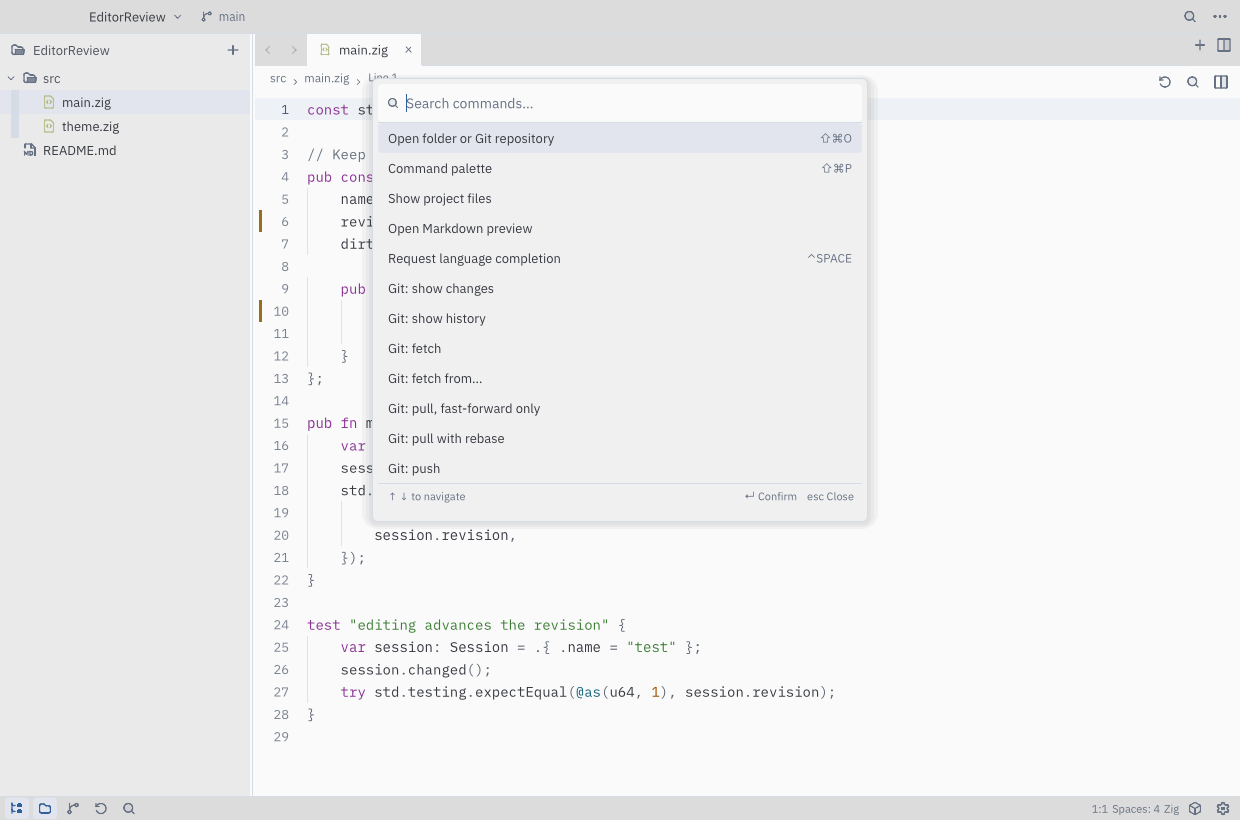 EditorReview
main
EditorReview
src
main.zig
theme.zig
README.md
main.zig
src > main.zig > Line 1
Search commands...
Open folder or Git repository ⇧⌘O
Command palette ⇧⌘P
Show project files
Open Markdown preview
Request language completion ^SPACE
Git: show changes
Git: show history
Git: fetch
Git: fetch from...
Git: pull, fast-forward only
Git: pull with rebase
Git: push
↑ ↓ to navigate ↵ Confirm esc Close
1 const st
2
3 // Keep
4 pub cons
5 name
6 revi
7 dirt
8
9 pub
10
11
12 }
13 };
14
15 pub fn m
16 var
17 sess
18 std.
19
20 session.revision,
21 });
22 }
23
24 test "editing advances the revision" {
25 var session: Session = .{ .name = "test" };
26 session.changed();
27 try std.testing.expectEqual(@as(u64, 1), session.revision);
28 }
29
1:1 Spaces: 4 Zig